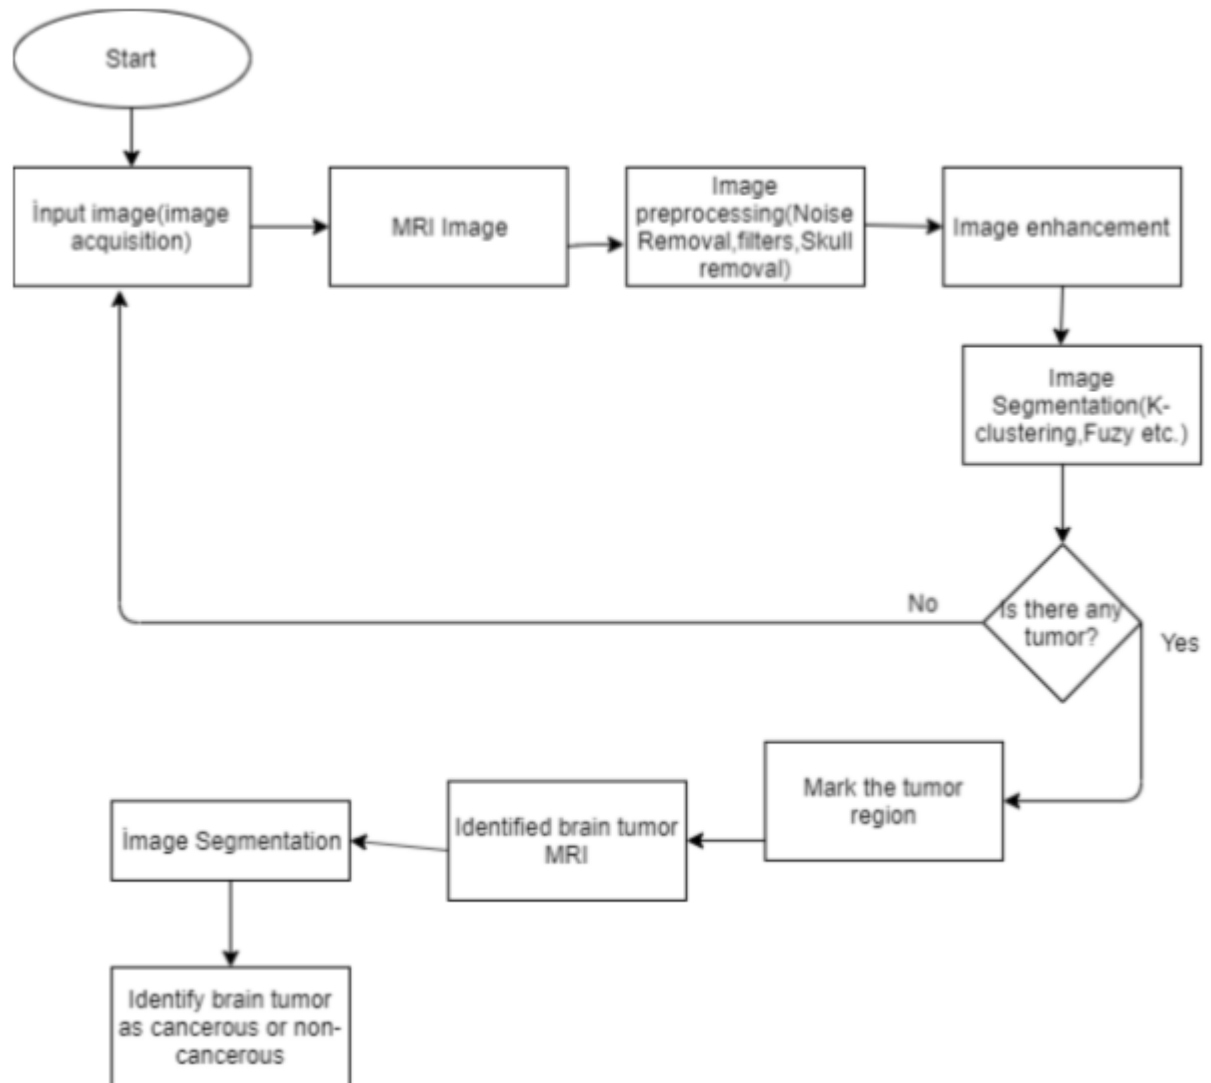 Start
İnput image(image
acquisition)
MRI Image
Image
preprocessing(Noise
Removal,filters,Skull
removal)
Image enhancement
Image
Segmentation(K-
clustering,Fuzy etc.)
Is there any
tumor?
No
Yes
Mark the tumor
region
Identified brain tumor
MRI
İmage Segmentation
Identify brain tumor
as cancerous or non-
cancerous